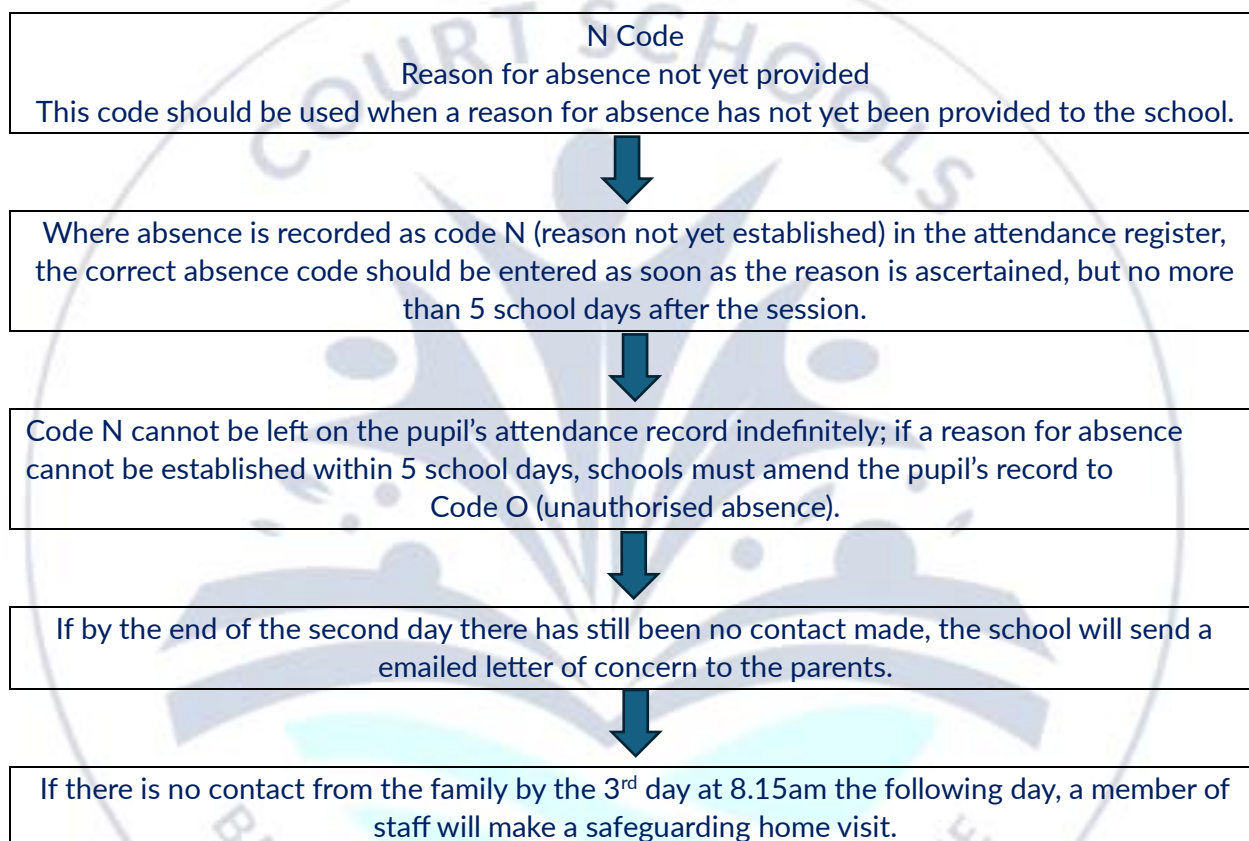 COURT SCHOOLS
N Code
Reason for absence not yet provided
This code should be used when a reason for absence has not yet been provided to the school.
Where absence is recorded as code N (reason not yet established) in the attendance register,
the correct absence code should be entered as soon as the reason is ascertained, but no more
than 5 school days after the session.
Code N cannot be left on the pupil’s attendance record indefinitely; if a reason for absence
cannot be established within 5 school days, schools must amend the pupil’s record to
Code O (unauthorised absence).
If by the end of the second day there has still been no contact made, the school will send a
emailed letter of concern to the parents.
If there is no contact from the family by the 3rd day at 8.15am the following day, a member of
staff will make a safeguarding home visit.